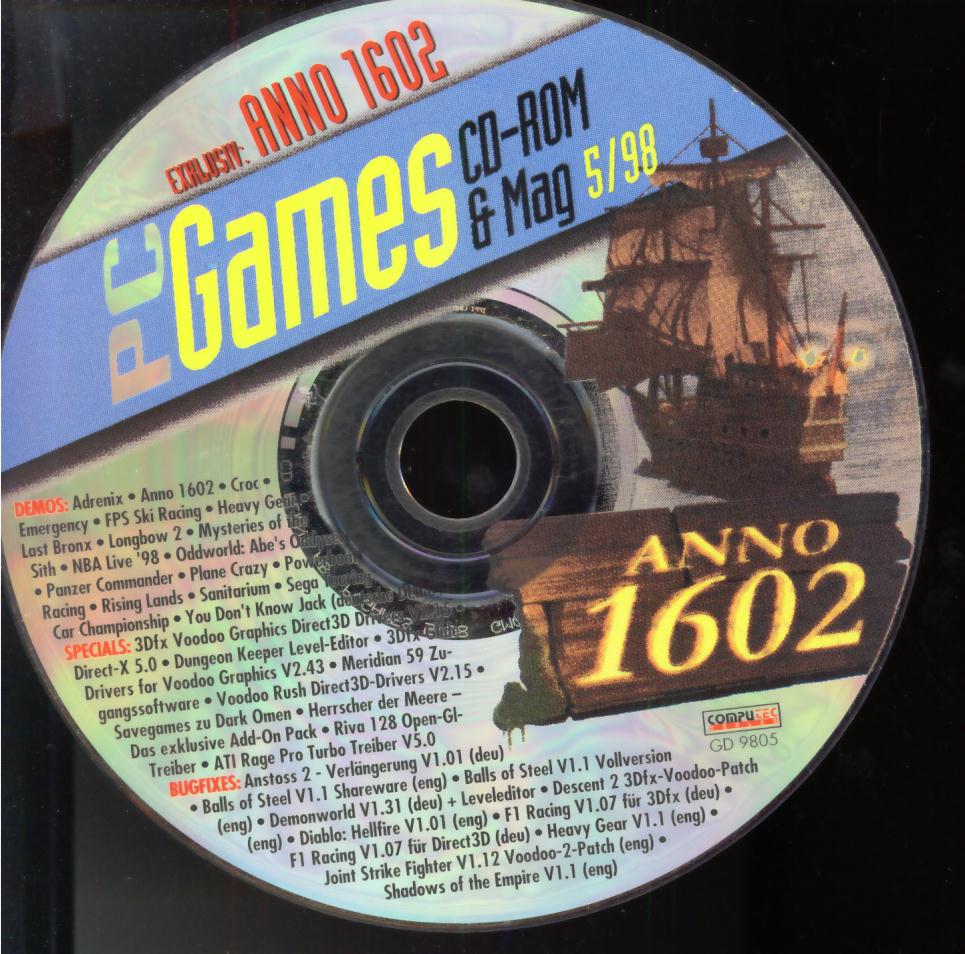 EXKLUSIV: ANNO 1602
PC Games CD-ROM
& Mag 5/98
ANNO
1602
DEMOS: Adrenix • Anno 1602 • Croc •
Emergency • FPS Ski Racing • Heavy Gear •
Last Bronx • Longbow 2 • Mysteries of the
Sith • NBA Live '98 • Oddworld: Abe's Oddysee
• Panzer Commander • Plane Crazy •
Racing • Rising Lands • Sanitarium • Sega Touring
Car Championship • You Don't Know Jack (deutsche Demo)
SPECIALS: 3Dfx Voodoo Graphics Direct3D
Direct-X 5.0 • Dungeon Keeper Level-Editor • 3Dfx
Drivers for Voodoo Graphics V2.43 • Meridian 59 Zu-
gangssoftware • Voodoo Rush Direct3D-Drivers V2.15 •
Savegames zu Dark Omen • Herrscher der Meere –
Das exklusive Add-On Pack • Riva 128 Open-Gl-
Treiber • ATI Rage Pro Turbo Treiber V5.0
BUGFIXES: Anstoss 2 - Verlängerung V1.01 (deu)
• Balls of Steel V1.1 Shareware (eng) • Balls of Steel V1.1 Vollversion
(eng) • Demonworld V1.31 (deu) + Leveleditor • Descent 2 3Dfx-Voodoo-Patch
(eng) • Diablo: Hellfire V1.01 (eng) • F1 Racing V1.07 für 3Dfx (deu) •
F1 Racing V1.07 für Direct3D (deu) • Heavy Gear V1.1 (eng) •
Joint Strike Fighter V1.12 Voodoo-2-Patch (eng) •
Shadows of the Empire V1.1 (eng)
COMPUTEC
VERLAG
GD 9805